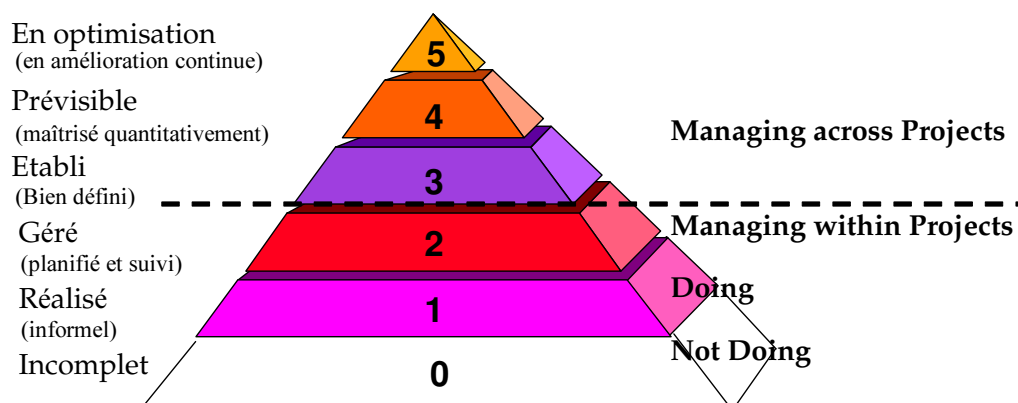 En optimisation
(en amélioration continue)
5
Prévisible
(maîtrisé quantitativement)
4
Managing across Projects
Etabli
(Bien défini)
3
Géré
(planifié et suivi)
2
Managing within Projects
Réalisé
(informel)
1
Doing
Incomplet
0
Not Doing